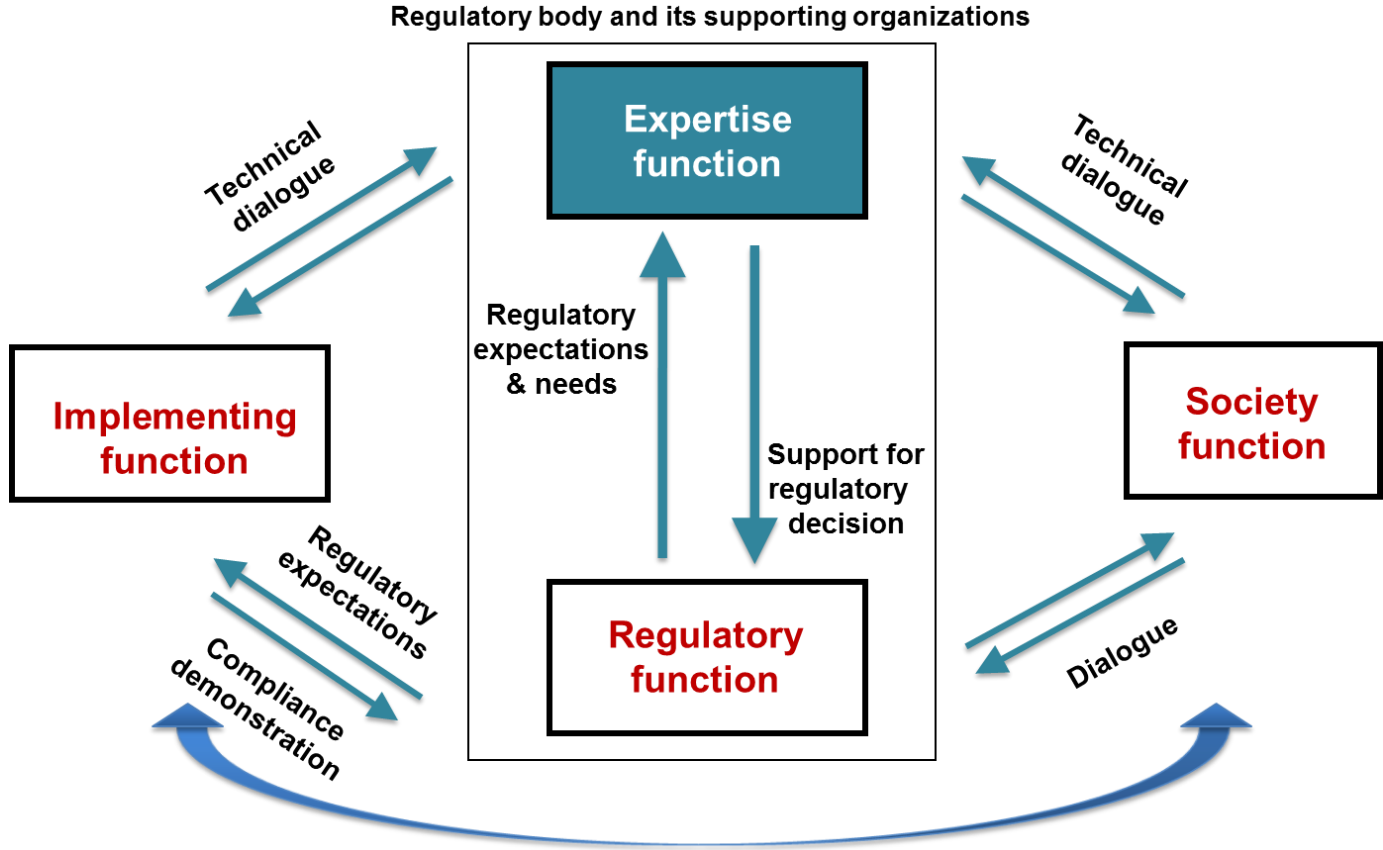 Regulatory body and its supporting organizations
Expertise
function
Technical
dialogue
Technical
dialogue
Regulatory
expectations
& needs
Support for
regulatory
decision
Implementing
function
Society
function
Regulatory
expectations
Compliance
demonstration
Regulatory
function
Dialogue